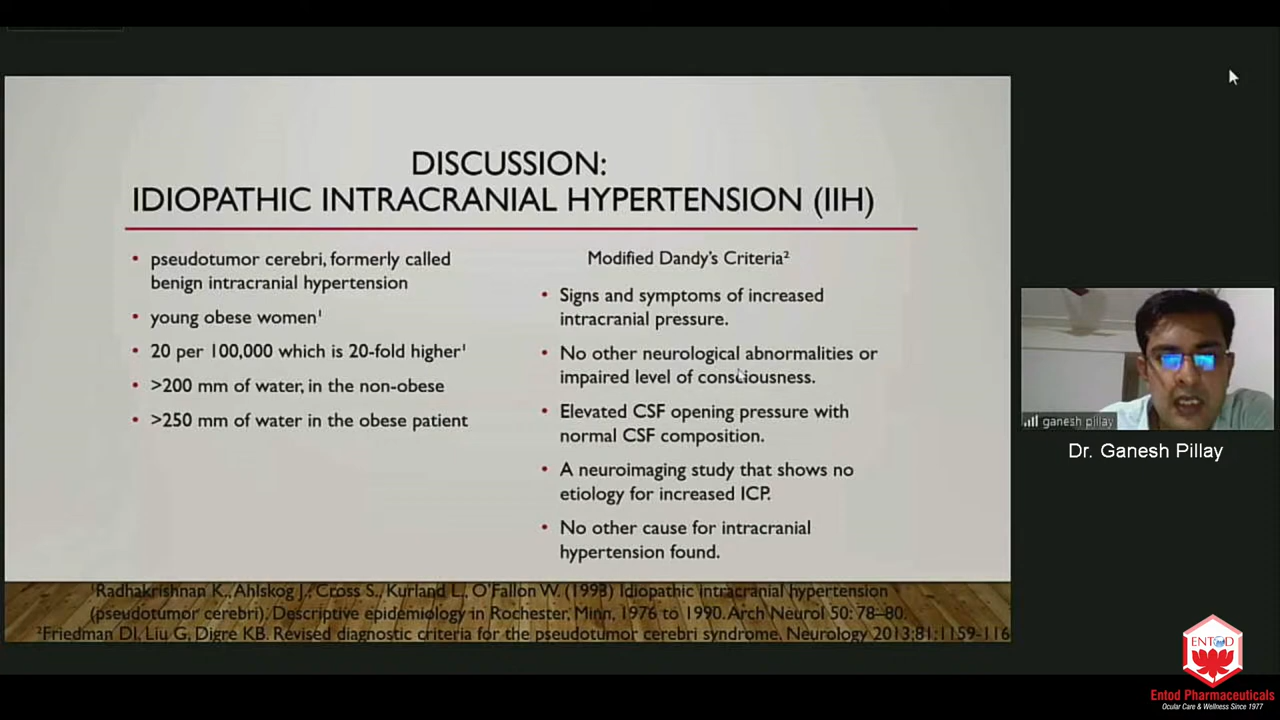 DISCUSSION:
IDIOPATHIC INTRACRANIAL HYPERTENSION (IIH)
• pseudotumor cerebri, formerly called
benign intracranial hypertension
• young obese women¹
• 20 per 100,000 which is 20-fold higher¹
• >200 mm of water, in the non-obese
• >250 mm of water in the obese patient
Modified Dandy's Criteria²
• Signs and symptoms of increased
intracranial pressure.
• No other neurological abnormalities or
impaired level of consciousness.
• Elevated CSF opening pressure with
normal CSF composition.
• A neuroimaging study that shows no
etiology for increased ICP.
• No other cause for intracranial
hypertension found.
¹Radhakrishnan K., Ahlskog J., Cross S., Kurland L., O'Fallon W. (1993) Idiopathic intracranial hypertension
(pseudotumor cerebri). Descriptive epidemiology in Rochester, Minn, 1976 to 1990. Arch Neurol 50: 78–80.
²Friedman DI, Liu G, Digre KB. Revised diagnostic criteria for the pseudotumor cerebri syndrome. Neurology 2013;81:1159-116
ganesh pillay
Dr. Ganesh Pillay
ENTOD
Entod Pharmaceuticals
Ocular Care & Wellness Since 1977